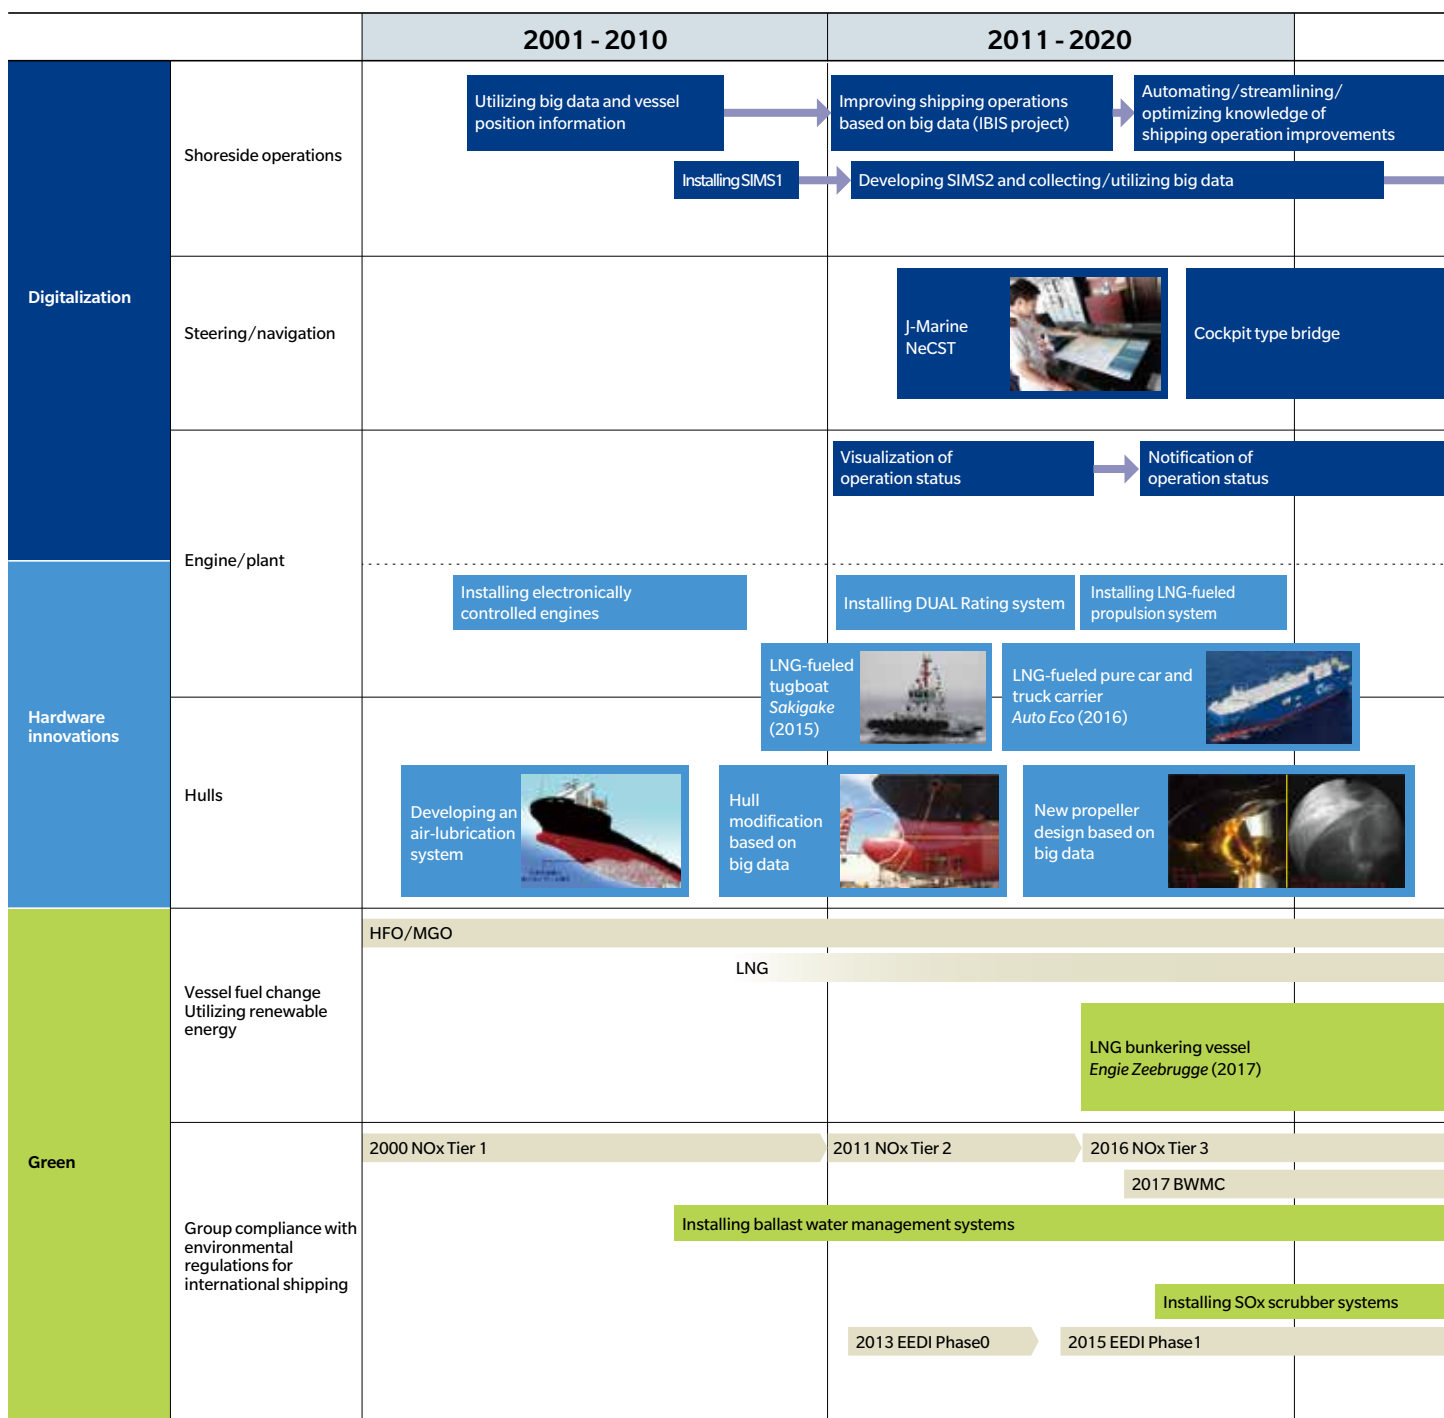 2001 - 2010
2011 - 2020
Digitalization
Shoreside operations
Utilizing big data and vessel
position information
Improving shipping operations
based on big data (IBIS project)
Automating/streamlining/
optimizing knowledge of
shipping operation improvements
Installing SIMS1
Developing SIMS2 and collecting/utilizing big data
Steering/navigation
J-Marine
NeCST
Cockpit type bridge
Engine/plant
Visualization of
operation status
Notification of
operation status
Hardware
innovations
Installing electronically
controlled engines
Installing DUAL Rating system
Installing LNG-fueled
propulsion system
LNG-fueled
tugboat
Sakigake
(2015)
LNG-fueled pure car and
truck carrier
Auto Eco (2016)
Hulls
Developing an
air-lubrication
system
Hull
modification
based on
big data
New propeller
design based on
big data
Green
Vessel fuel change
Utilizing renewable
energy
HFO/MGO
LNG
LNG bunkering vessel
Engie Zeebrugge (2017)
Group compliance with
environmental
regulations for
international shipping
2000 NOx Tier 1
2011 NOx Tier 2
2016 NOx Tier 3
2017 BWMC
Installing ballast water management systems
Installing SOx scrubber systems
2013 EEDI Phase0
2015 EEDI Phase1